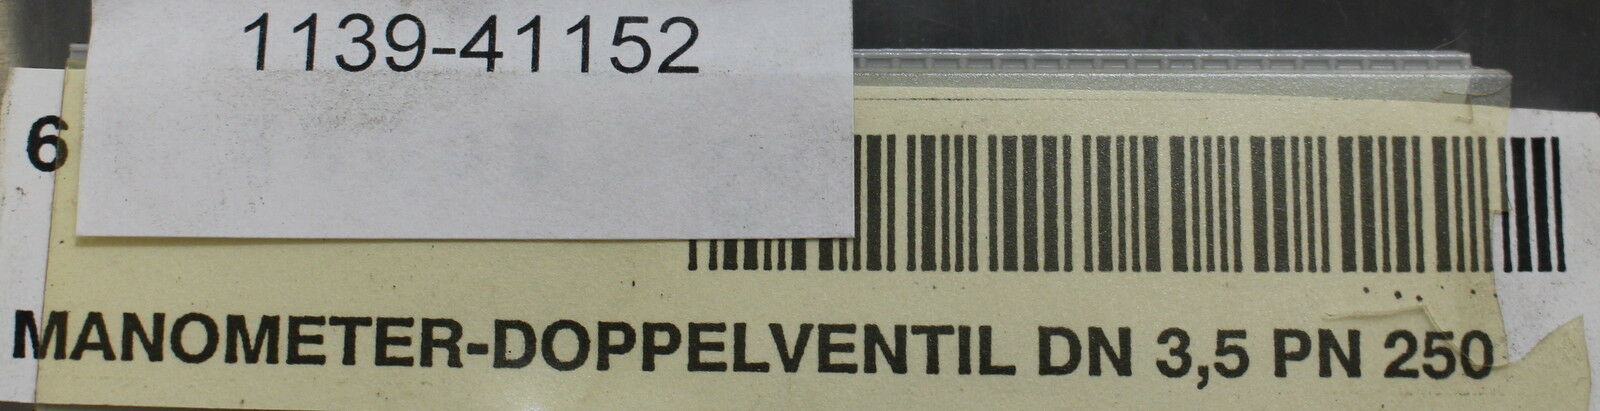 1139-41152
6
MANOMETER-DOPPELVENTIL DN 3,5 PN 250